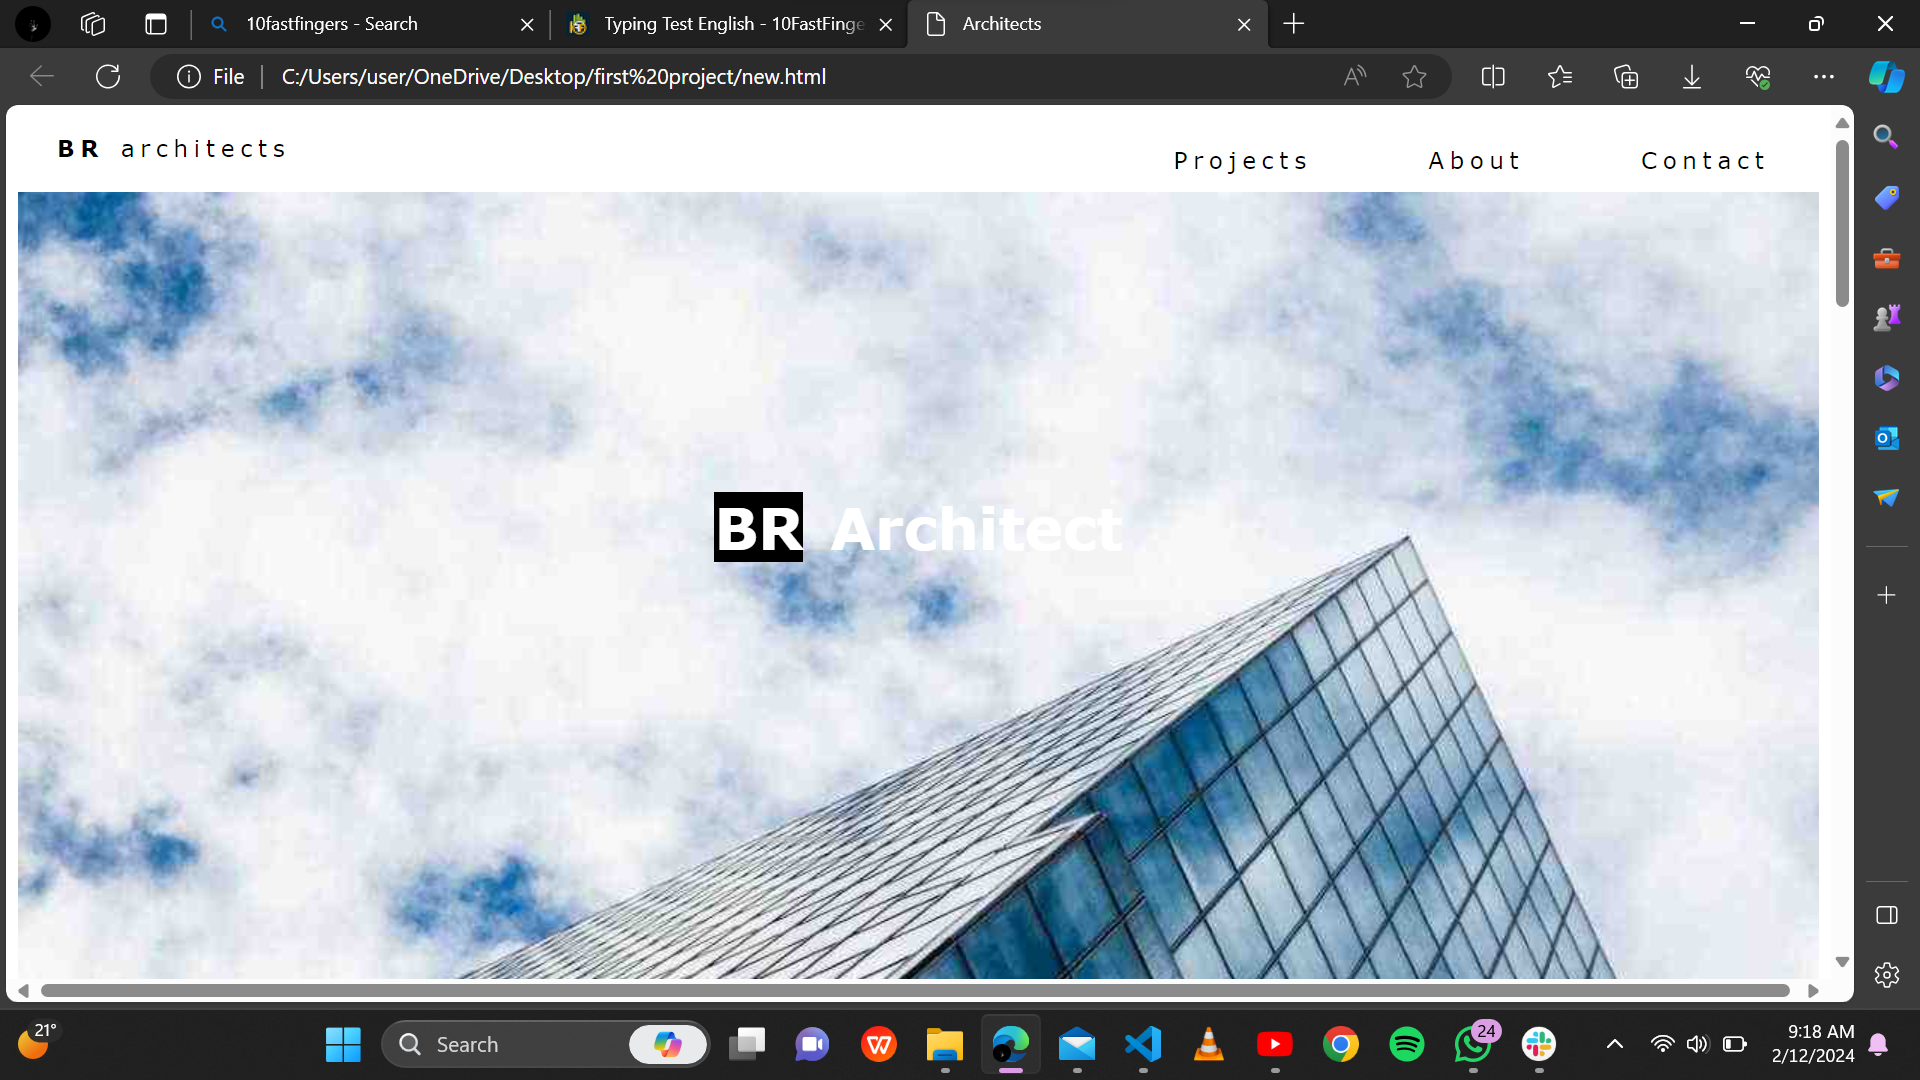 10fastfingers - Search
Typing Test English - 10FastFinge
Architects
File
C:/Users/user/OneDrive/Desktop/first%20project/new.html
BR architects
Projects
About
Contact
BR Architect
21°
Search
24
9:18 AM
2/12/2024